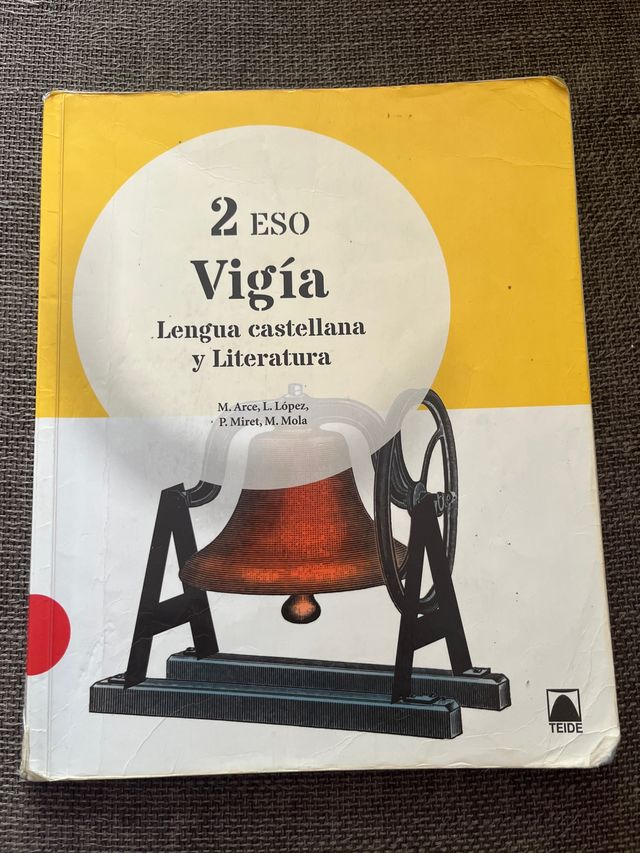 2 ESO
Vigía
Lengua castellana
y Literatura
M. Arce, L. López,
P. Miret, M. Mola
TEIDE